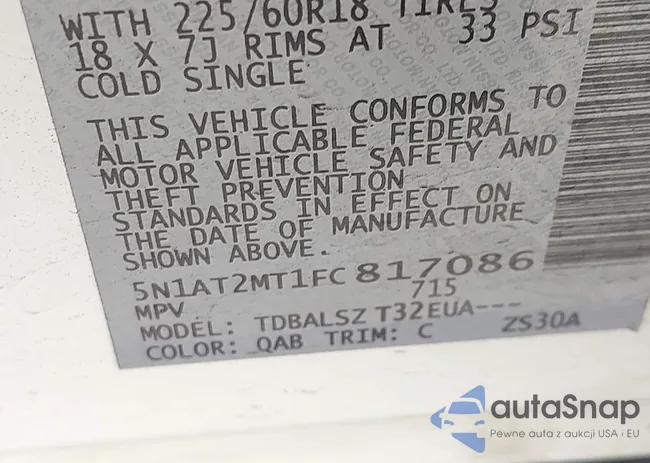 WITH 225/60R18 TIRES
18 X 7J RIMS AT 33 PSI
COLD SINGLE
THIS VEHICLE CONFORMS TO
ALL APPLICABLE FEDERAL
MOTOR VEHICLE SAFETY AND
THEFT PREVENTION
STANDARDS IN EFFECT ON
THE DATE OF MANUFACTURE
SHOWN ABOVE.
5N1AT2MT1FC 817086
MPV 715
MODEL: TDBALSZ T32EUA---
COLOR: QAB TRIM: C ZS30A
autaSnap
Pewne auta z aukcji USA i EU